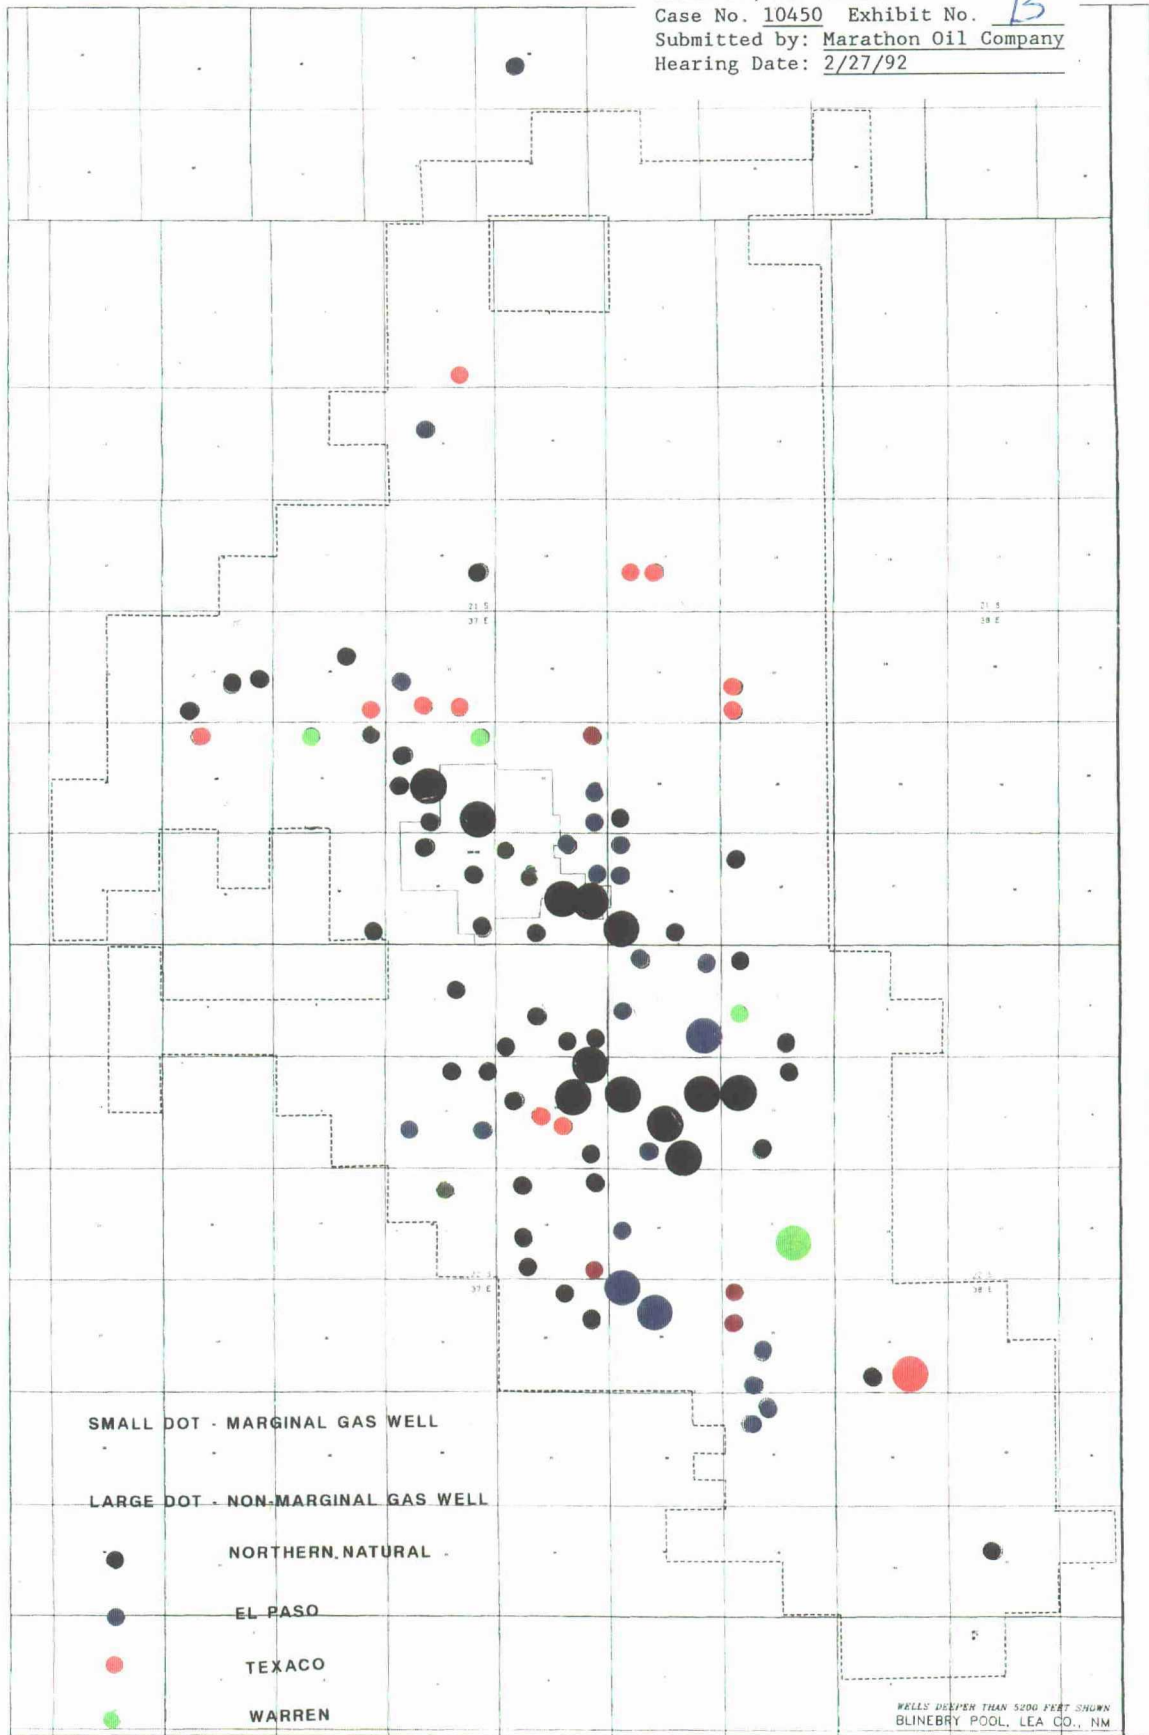 Case No. 10450 Exhibit No. B
Submitted by: Marathon Oil Company
Hearing Date: 2/27/92
21 S
37 E
21 S
38 E
37 E
38 E
SMALL DOT - MARGINAL GAS WELL
LARGE DOT - NON-MARGINAL GAS WELL
NORTHERN NATURAL
EL PASO
TEXACO
WARREN
WELLS DEEPER THAN 5200 FEET SHOWN
BLINEBRY POOL, LEA CO., NM